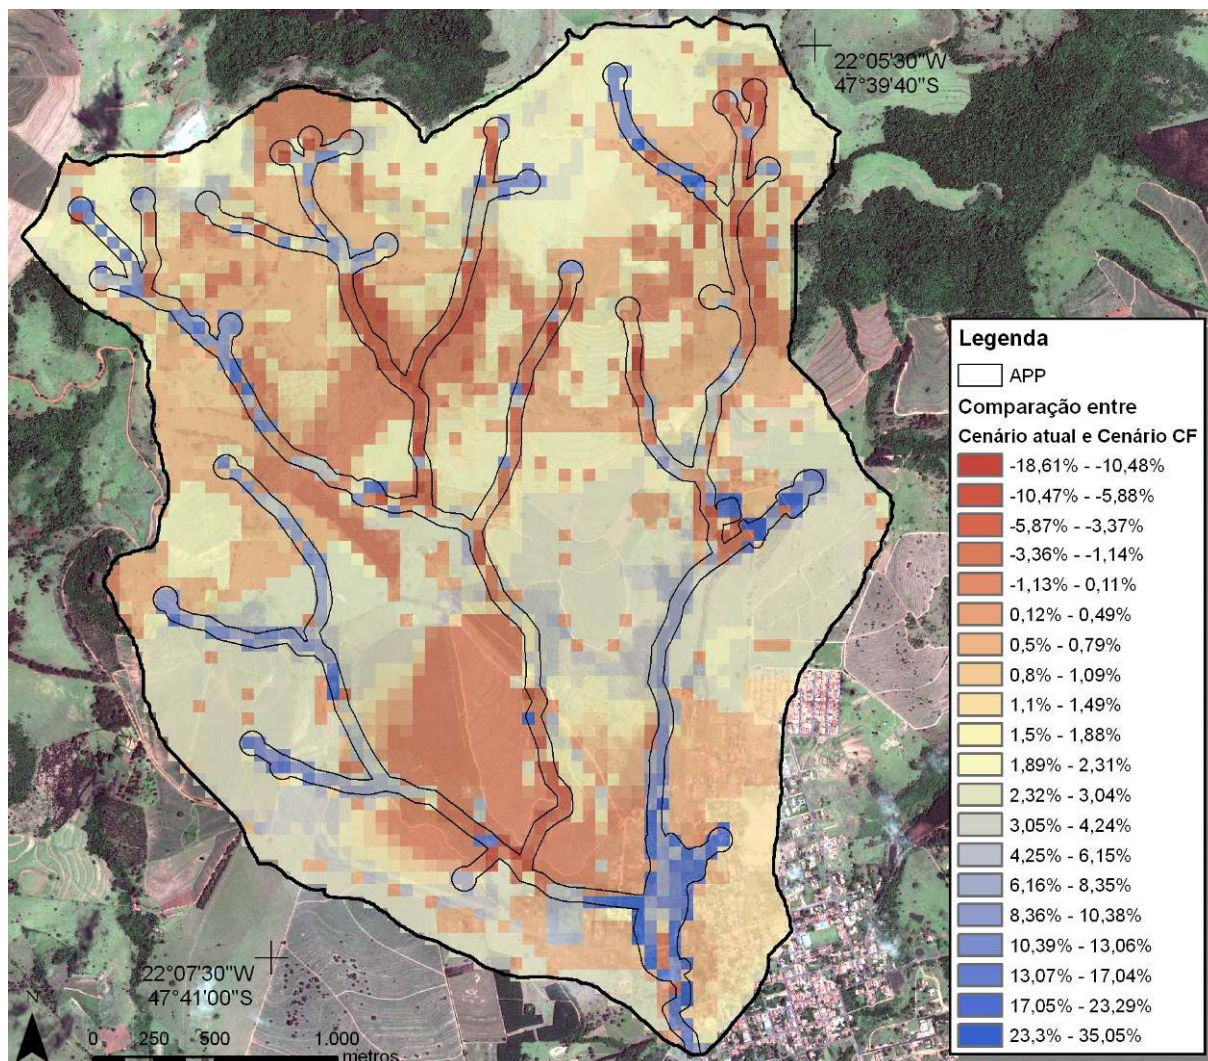 22°05'30"W
47°39'40"S
Legenda
APP
Comparação entre
Cenário atual e Cenário CF
-18,61% - -10,48%
-10,47% - -5,88%
-5,87% - -3,37%
-3,36% - -1,14%
-1,13% - 0,11%
0,12% - 0,49%
0,5% - 0,79%
0,8% - 1,09%
1,1% - 1,49%
1,5% - 1,88%
1,89% - 2,31%
2,32% - 3,04%
3,05% - 4,24%
4,25% - 6,15%
6,16% - 8,35%
8,36% - 10,38%
10,39% - 13,06%
13,07% - 17,04%
17,05% - 23,29%
23,3% - 35,05%
22°07'30"W
47°41'00"S
N
0 250 500 1.000
metros